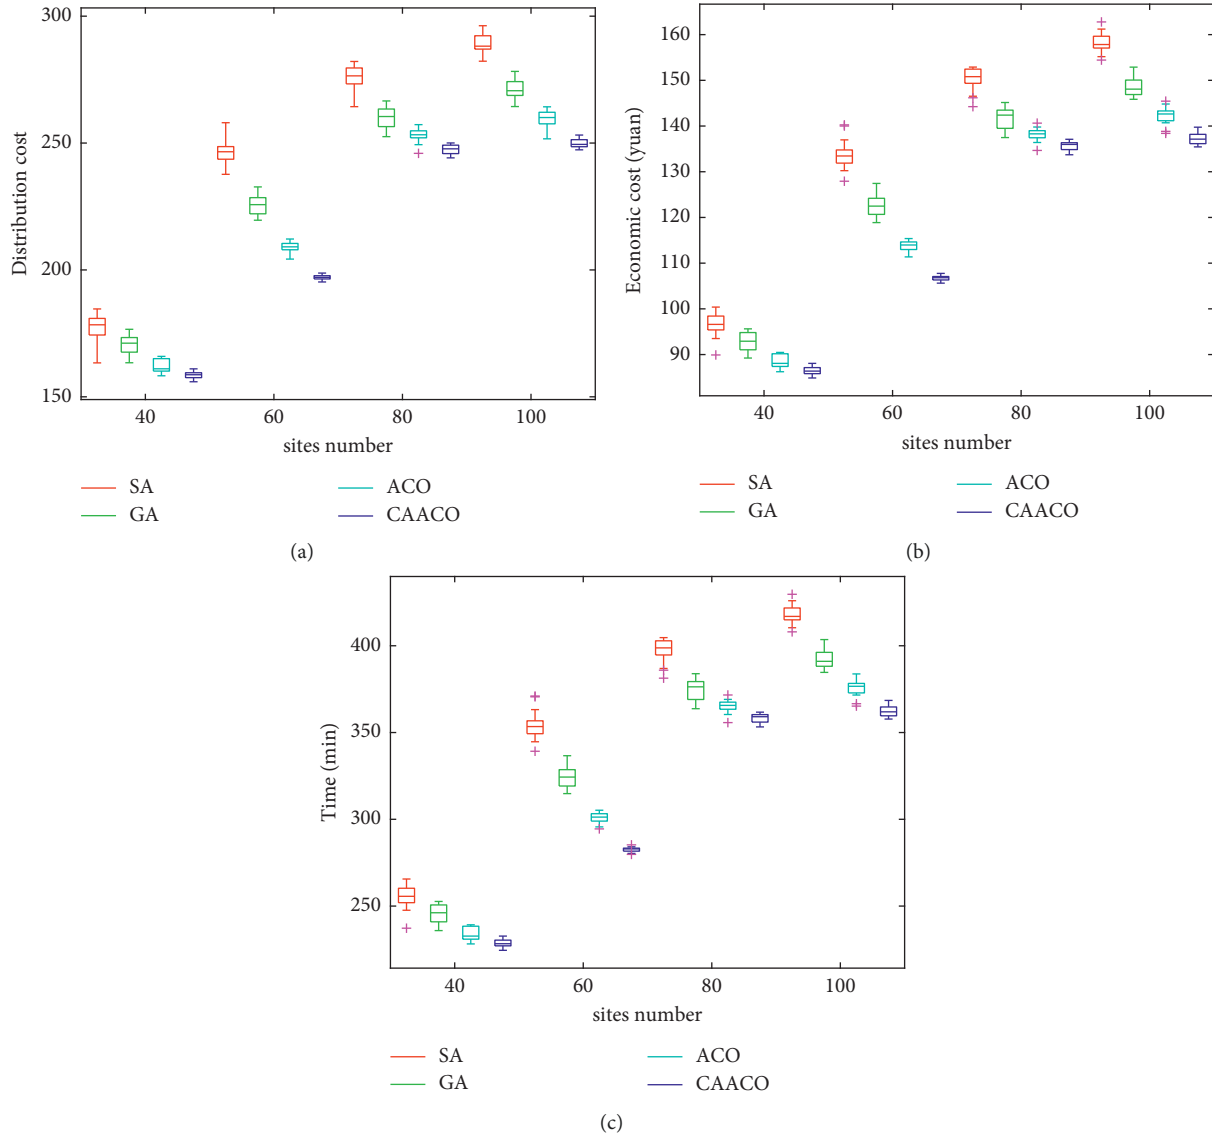 300
250
200
150
Distribution cost
40
60
80
100
sites number
SA
GA
ACO
CAACO
(a)
160
150
140
130
120
110
100
90
Economic cost (yuan)
40
60
80
100
sites number
SA
GA
ACO
CAACO
(b)
400
350
300
250
Time (min)
40
60
80
100
sites number
SA
GA
ACO
CAACO
(c)